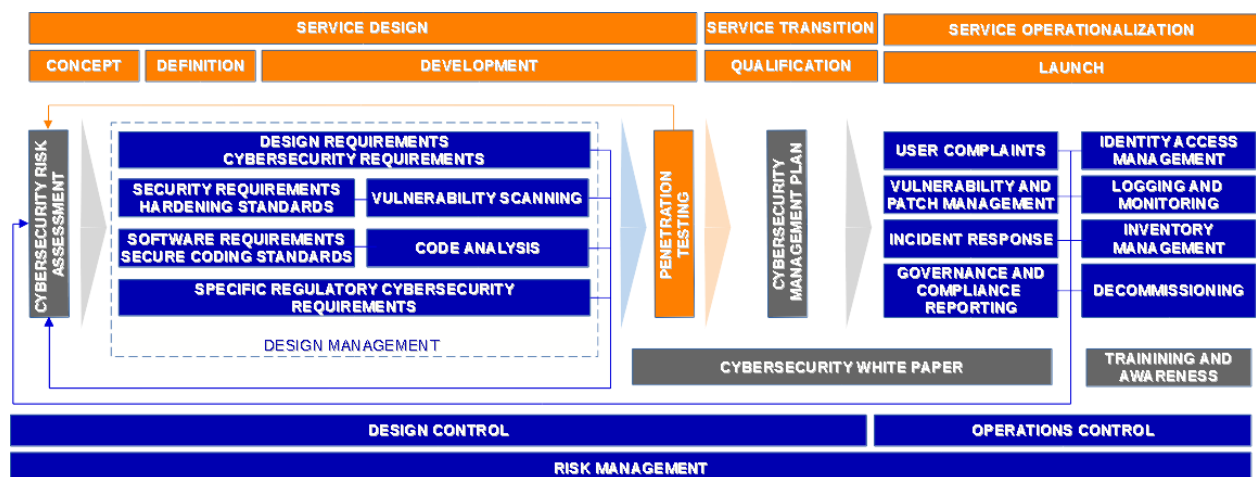 SERVICE DESIGN
SERVICE TRANSITION
SERVICE OPERATIONALIZATION
CONCEPT
DEFINITION
DEVELOPMENT
QUALIFICATION
LAUNCH
CYBERSECURITY RISK
ASSESSMENT
DESIGN REQUIREMENTS
CYBERSECURITY REQUIREMENTS
SECURITY REQUIREMENTS
HARDENING STANDARDS
VULNERABILITY SCANNING
SOFTWARE REQUIREMENTS
SECURE CODING STANDARDS
CODE ANALYSIS
SPECIFIC REGULATORY CYBERSECURITY
REQUIREMENTS
DESIGN MANAGEMENT
PENETRATION
TESTING
CYBERSECURITY
MANAGEMENT PLAN
USER COMPLAINTS
IDENTITY ACCESS
MANAGEMENT
VULNERABILITY AND
PATCH MANAGEMENT
LOGGING AND
MONITORING
INCIDENT RESPONSE
INVENTORY
MANAGEMENT
GOVERNANCE AND
COMPLIANCE
REPORTING
DECOMMISSIONING
CYBERSECURITY WHITE PAPER
TRAINING AND
AWARENESS
DESIGN CONTROL
OPERATIONS CONTROL
RISK MANAGEMENT